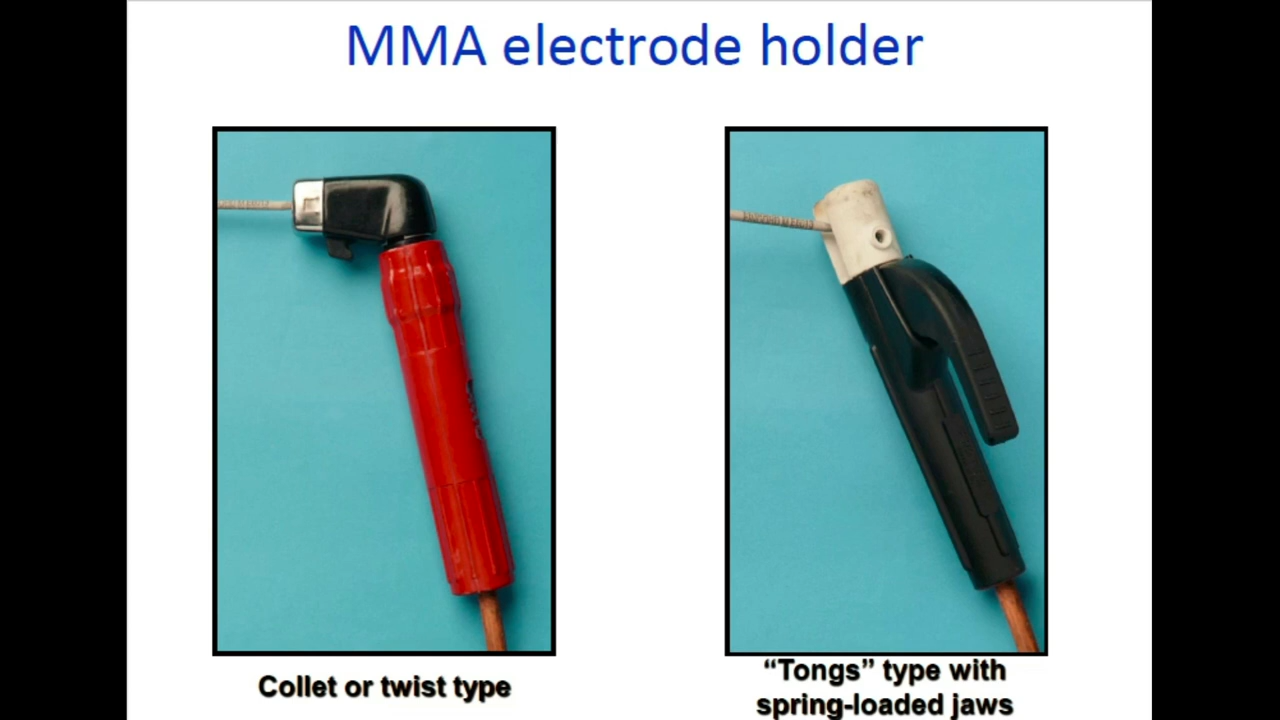 MMA electrode holder
Collet or twist type
“Tongs” type with
spring-loaded jaws